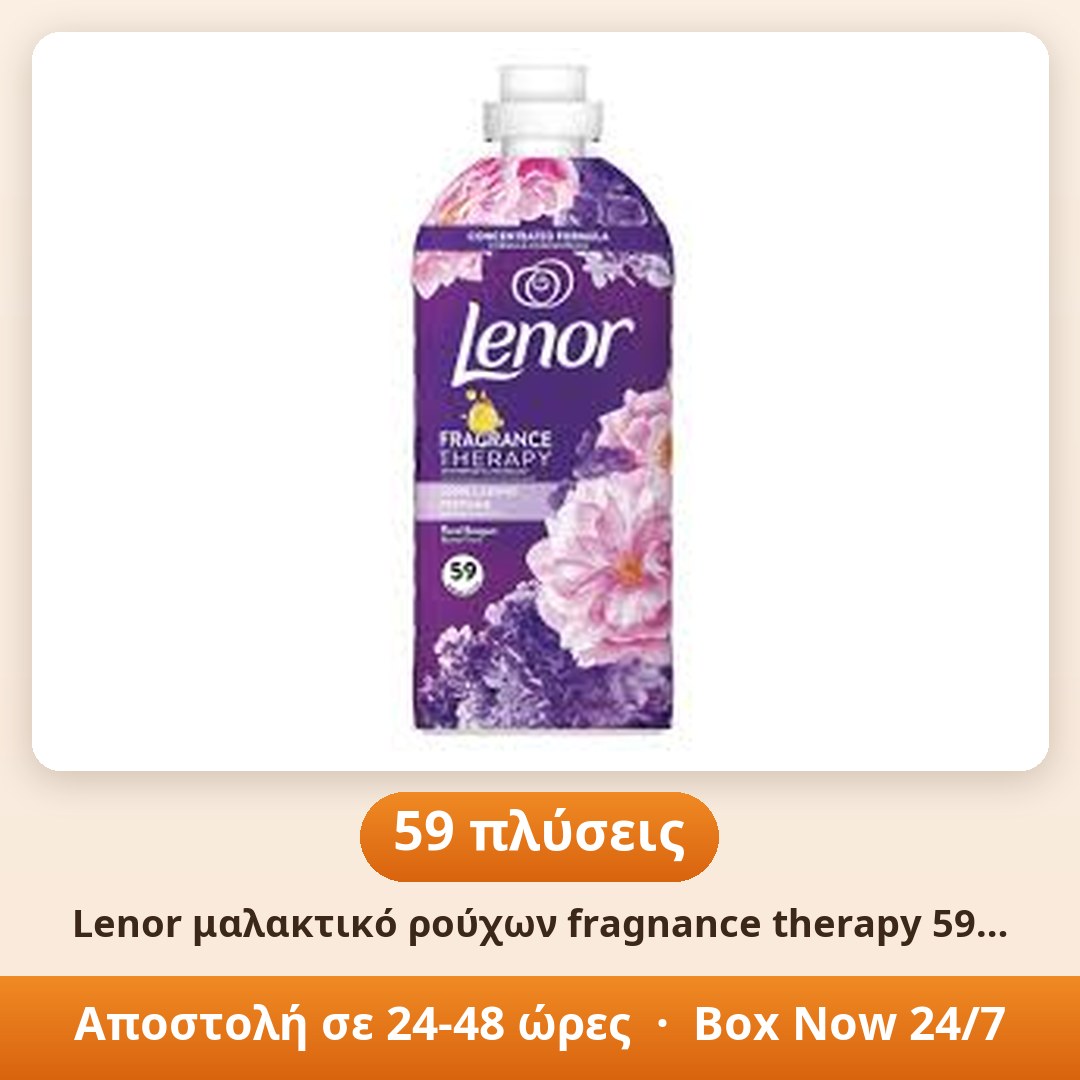 CONCENTRATED FORMULA
Lenor
FRAGRANCE
THERAPY
59
59 πλύσεις
Lenor μαλακτικό ρούχων fragnance therapy 59...
Αποστολή σε 24-48 ώρες · Box Now 24/7